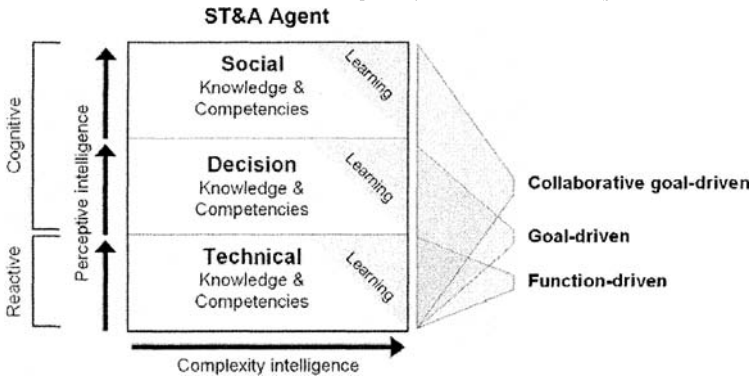 ST&A Agent
Cognitive
Reactive
Perceptive intelligence
Social
Knowledge &
Competencies
Learning
Decision
Knowledge &
Competencies
Learning
Technical
Knowledge &
Competencies
Learning
Collaborative goal-driven
Goal-driven
Function-driven
Complexity intelligence